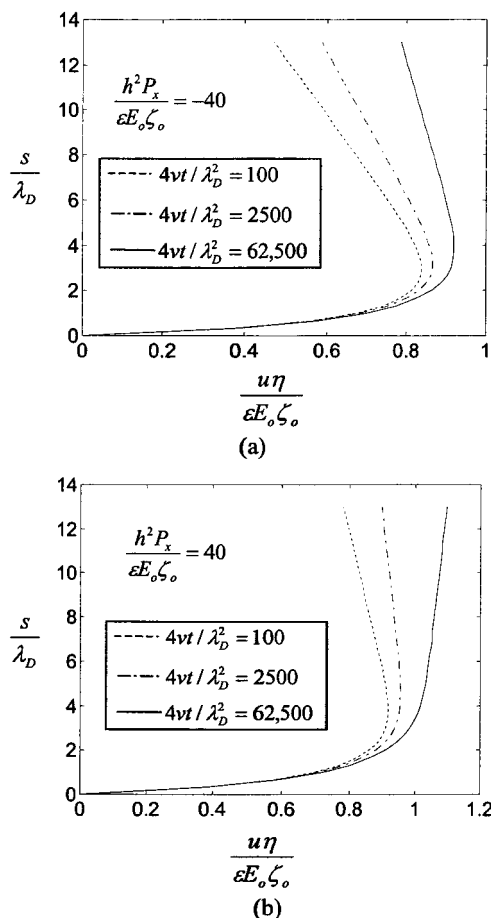 (a)
14
12
10
8
6
4
2
0
s/λ_D
h²P_x/εE_oζ_o = −40
4νt/λ_D² = 100
4νt/λ_D² = 2500
4νt/λ_D² = 62,500
0 0.2 0.4 0.6 0.8 1
uη/εE_oζ_o
(a)
14
12
10
8
6
4
2
0
s/λ_D
h²P_x/εE_oζ_o = 40
4νt/λ_D² = 100
4νt/λ_D² = 2500
4νt/λ_D² = 62,500
0 0.2 0.4 0.6 0.8 1 1.2
uη/εE_oζ_o
(b)